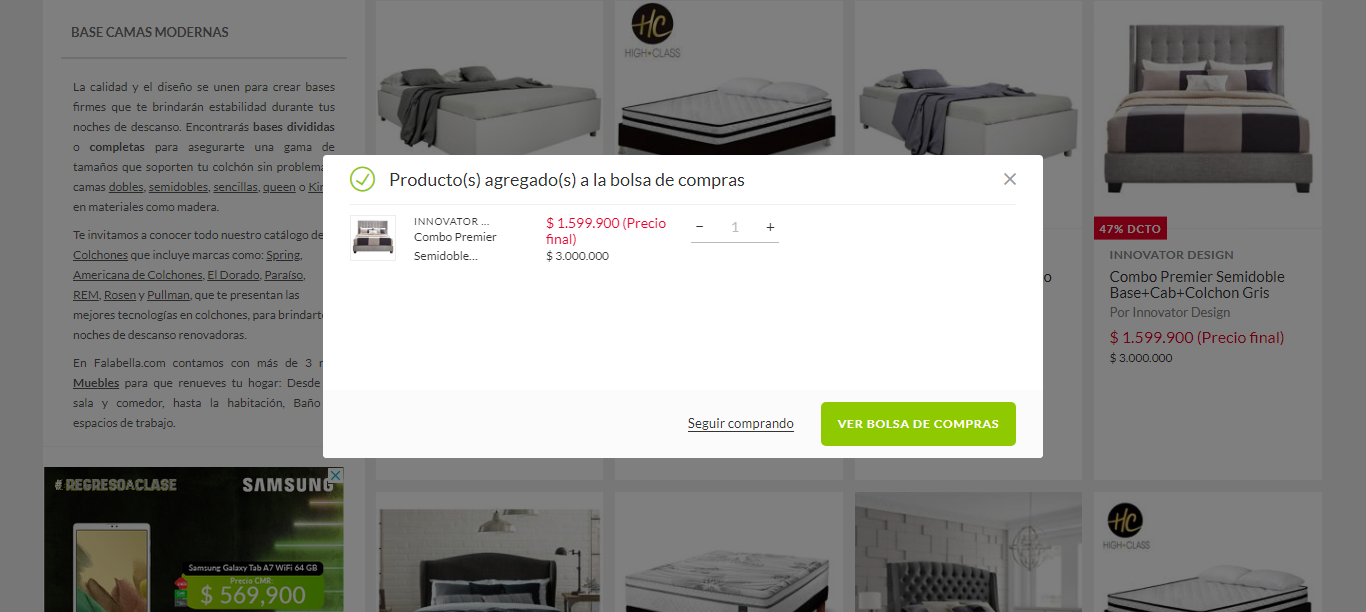 BASE CAMAS MODERNAS
La calidad y el diseño se unen para crear bases
firmes que te brindarán estabilidad durante tus
noches de descanso. Encontrarás bases divididas
o completas para asegurarte una gama de
tamaños que soporten tu colchón sin
camas dobles, semidobles, sencillas, queen o
en materiales como madera.
Te invitamos a conocer todo nuestro catálogo de
Colchones que incluye marcas como: Spring,
Americana de Colchones, El Dorado, Paraíso,
REM, Rosen y Pullman, que te presentan las
mejores tecnologías en colchones, para
noches de descanso renovadoras.
En Falabella.com contamos con más de 3
Muebles para que renueves tu hogar: Desde
sala y comedor, hasta la habitación, Baño
espacios de trabajo.
#REGRESOACLASE
SAMSUNG
Samsung Galaxy Tab A7 WiFi 64 GB
Precio CMR:
$ 569,900
HC
HIGH•CLASS
Producto(s) agregado(s) a la bolsa de compras
INNOVATOR ...
Combo Premier
Semidoble...
$ 1.599.900 (Precio
final)
$ 3.000.000
− 1 +
Seguir comprando
VER BOLSA DE COMPRAS
o
47% DCTO
INNOVATOR DESIGN
Combo Premier Semidoble
Base+Cab+Colchon Gris
Por Innovator Design
$ 1.599.900 (Precio final)
$ 3.000.000
HC
HIGH•CLASS